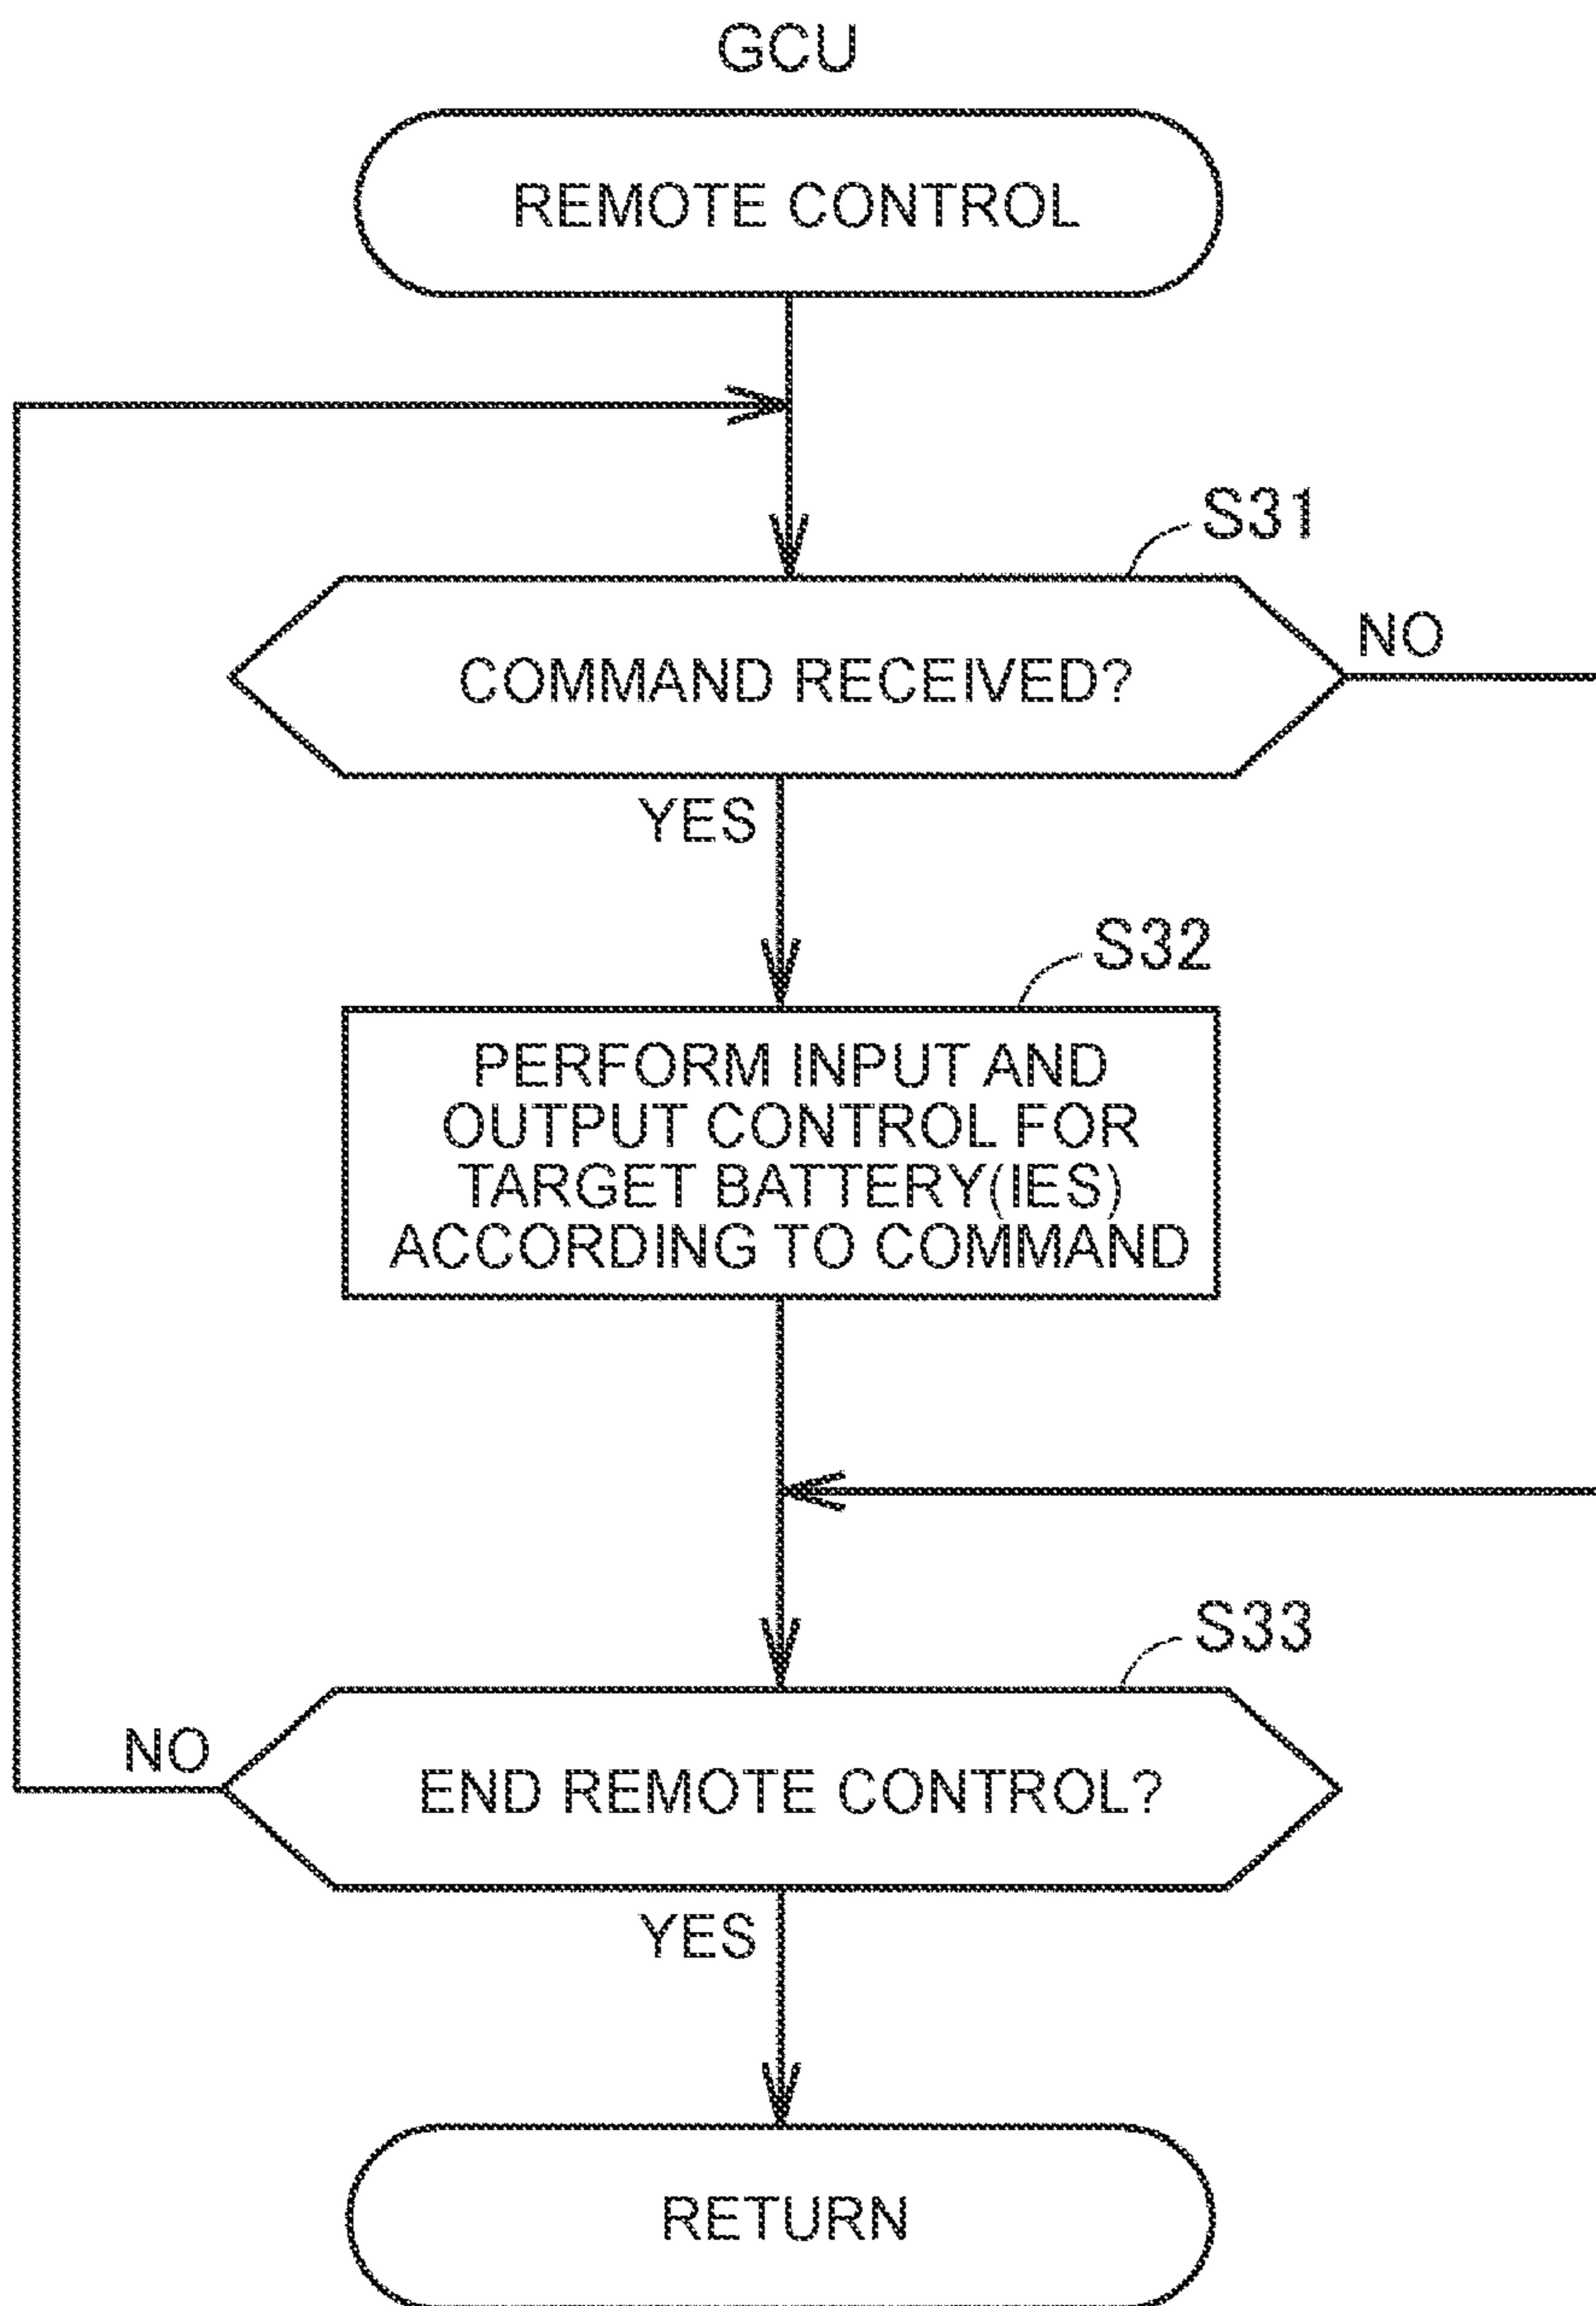 GCU
REMOTE CONTROL
S31
COMMAND RECEIVED?
NO
YES
S32
PERFORM INPUT AND
OUTPUT CONTROL FOR
TARGET BATTERY(IES)
ACCORDING TO COMMAND
S33
NO
END REMOTE CONTROL?
YES
RETURN